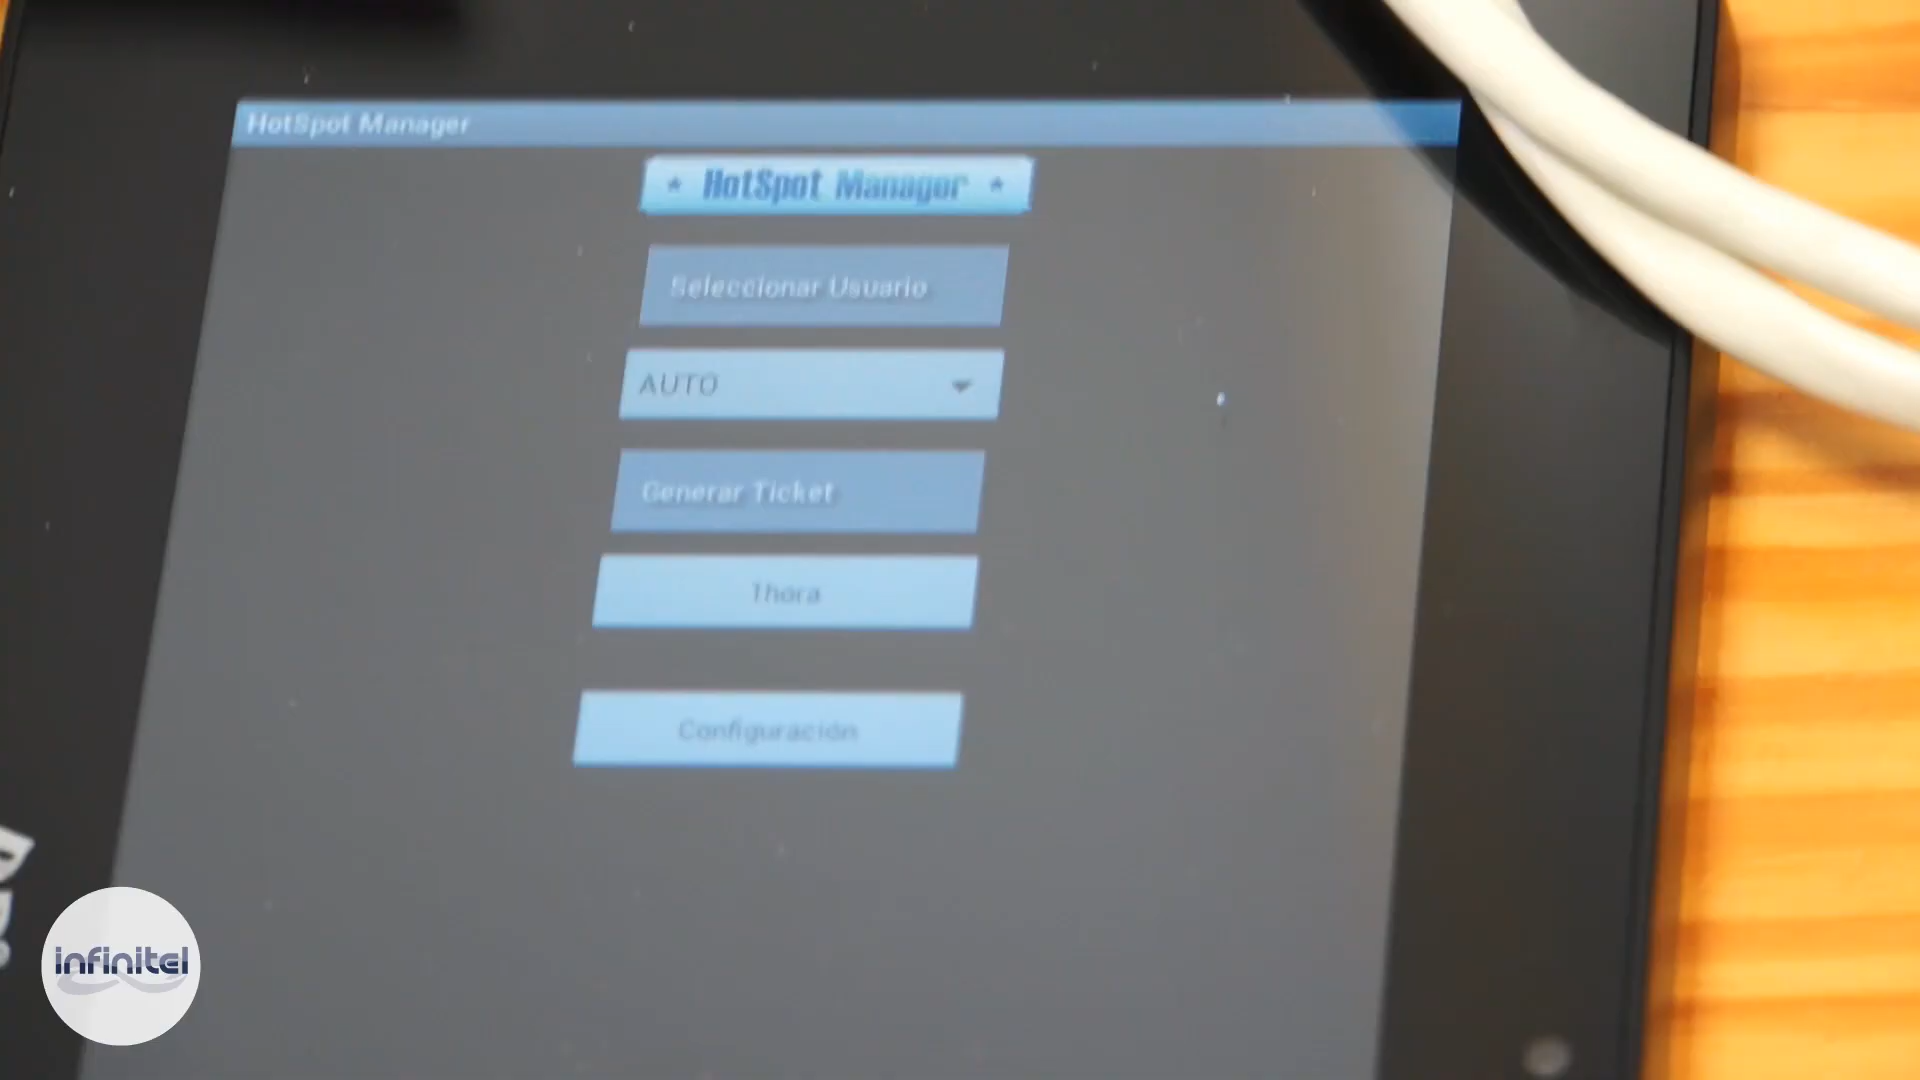 HotSpot Manager
* HotSpot Manager *
Seleccionar Usuario
AUTO
Generar Ticket
1hora
Configuración
infinitel